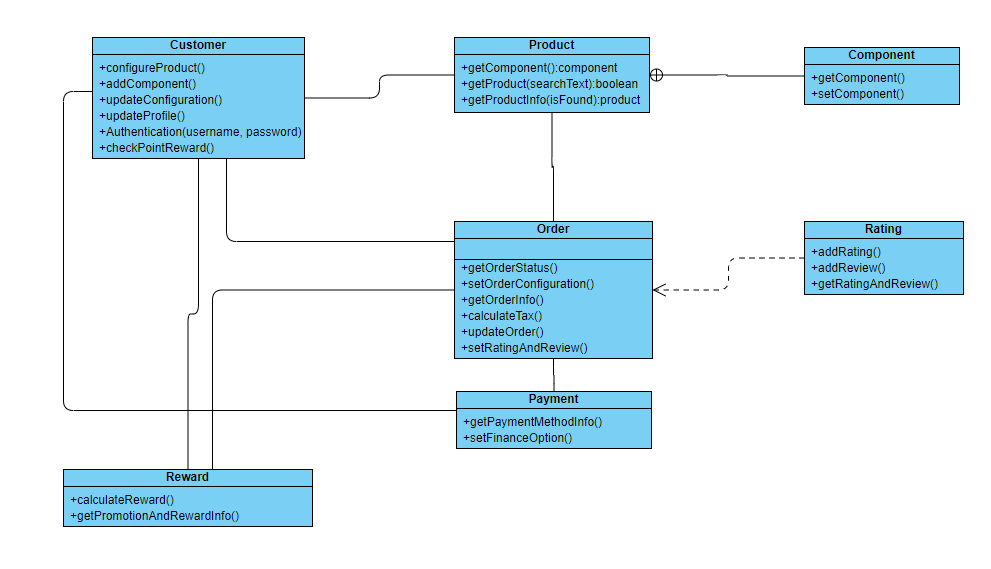 Customer
+configureProduct()
+addComponent()
+updateConfiguration()
+updateProfile()
+Authentication(username, password)
+checkPointReward()
Product
+getComponent():component
+getProduct(searchText):boolean
+getProductInfo(isFound):product
Component
+getComponent()
+setComponent()
Order
+getOrderStatus()
+setOrderConfiguration()
+getOrderInfo()
+calculateTax()
+updateOrder()
+setRatingAndReview()
Rating
+addRating()
+addReview()
+getRatingAndReview()
Payment
+getPaymentMethodInfo()
+setFinanceOption()
Reward
+calculateReward()
+getPromotionAndRewardInfo()